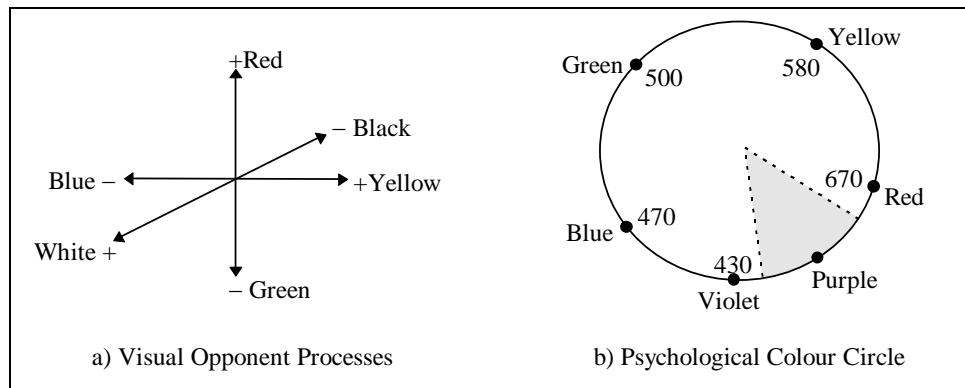 +Red
– Black
Blue –
+Yellow
White +
– Green
a) Visual Opponent Processes
Yellow
Green
500
580
670
Red
470
Blue
430
Purple
Violet
b) Psychological Colour Circle